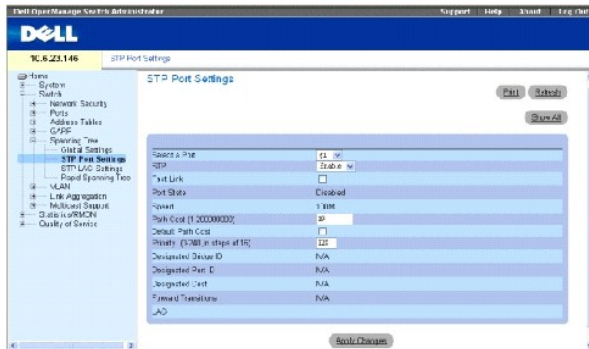 Dell OpenManage Switch Administrator
Support Help About Log Out
DELL
10.6.23.146
STP Port Settings
Home
System
Switch
Network Security
Ports
Address Tables
GARP
Spanning Tree
Global Settings
STP Port Settings
STP LAG Settings
Rapid Spanning Tree
VLAN
Link Aggregation
Multicast Support
Statistics/RMON
Quality of Service
STP Port Settings
Print Refresh
Show All
Select a Port g1
STP Enable
Fast Link
Port State Disabled
Speed 100M
Path Cost (1-200000000) 19
Default Path Cost
Priority (0-240, in steps of 16) 128
Designated Bridge ID N/A
Designated Port ID N/A
Designated Cost N/A
Forward Transitions N/A
LAG
Apply Changes